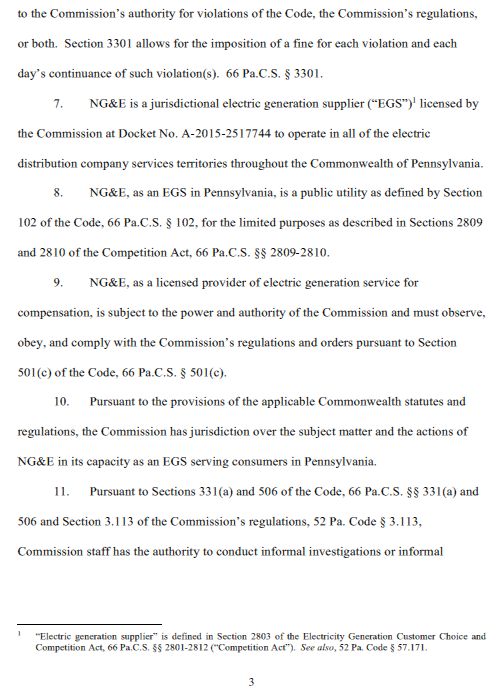 to the Commission's authority for violations of the Code, the Commission's regulations,
or both.  Section 3301 allows for the imposition of a fine for each violation and each
day's continuance of such violation(s).  66 Pa.C.S. § 3301.
7. NG&E is a jurisdictional electric generation supplier ("EGS")¹ licensed by
the Commission at Docket No. A-2015-2517744 to operate in all of the electric
distribution company services territories throughout the Commonwealth of Pennsylvania.
8. NG&E, as an EGS in Pennsylvania, is a public utility as defined by Section
102 of the Code, 66 Pa.C.S. § 102, for the limited purposes as described in Sections 2809
and 2810 of the Competition Act, 66 Pa.C.S. §§ 2809-2810.
9. NG&E, as a licensed provider of electric generation service for
compensation, is subject to the power and authority of the Commission and must observe,
obey, and comply with the Commission's regulations and orders pursuant to Section
501(c) of the Code, 66 Pa.C.S. § 501(c).
10. Pursuant to the provisions of the applicable Commonwealth statutes and
regulations, the Commission has jurisdiction over the subject matter and the actions of
NG&E in its capacity as an EGS serving consumers in Pennsylvania.
11. Pursuant to Sections 331(a) and 506 of the Code, 66 Pa.C.S. §§ 331(a) and
506 and Section 3.113 of the Commission's regulations, 52 Pa. Code § 3.113,
Commission staff has the authority to conduct informal investigations or informal
1 "Electric generation supplier" is defined in Section 2803 of the Electricity Generation Customer Choice and
Competition Act, 66 Pa.C.S. §§ 2801-2812 ("Competition Act").  See also, 52 Pa. Code § 57.171.
3